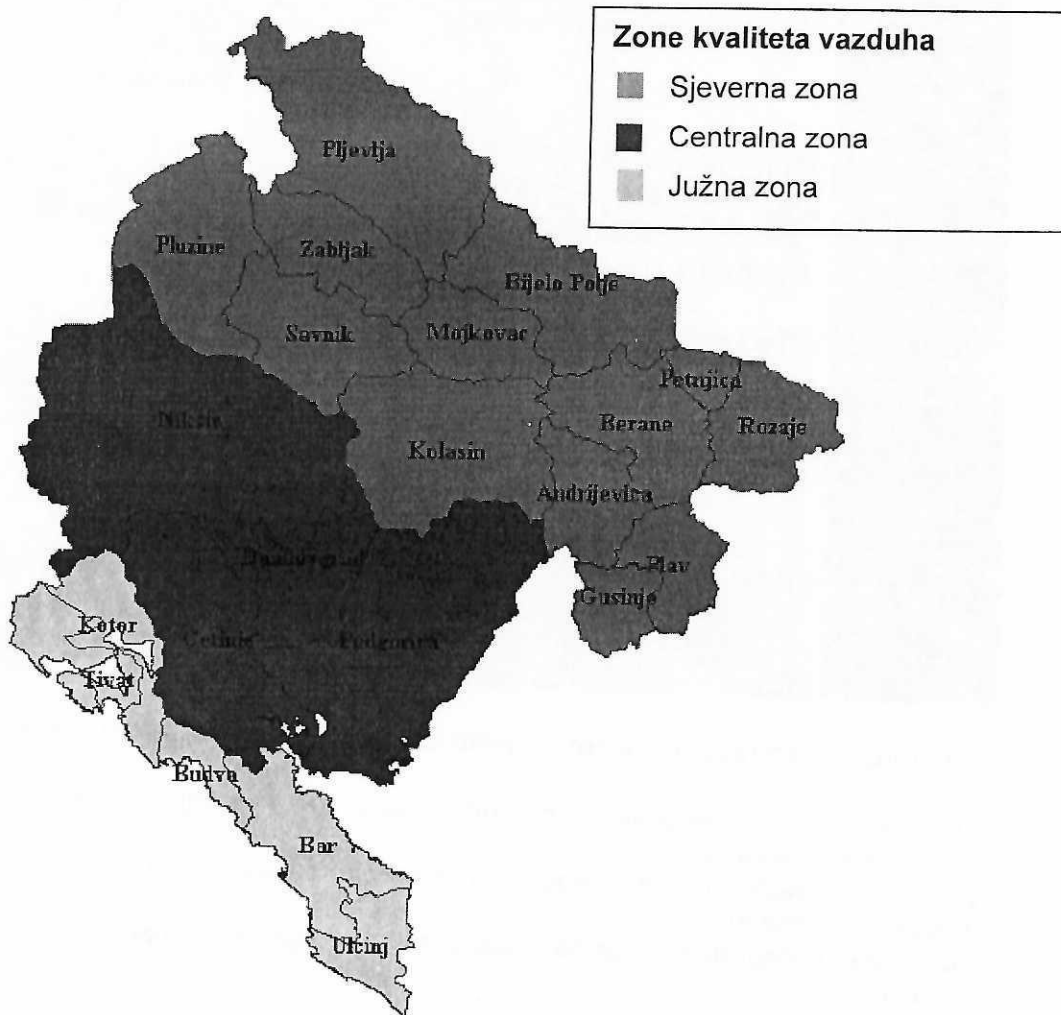 Zone kvaliteta vazduha
Sjeverna zona
Centralna zona
Južna zona
Pljevlja
Pluzine
Zabljak
Bijelo Polje
Savnik
Mojkovac
Petnjica
Niksic
Berane
Rozaje
Kolasin
Andrijevica
Danilovgrad
Plav
Gusinje
Kotor
Cetinje
Podgorica
Tivat
Budva
Bar
Ulcinj